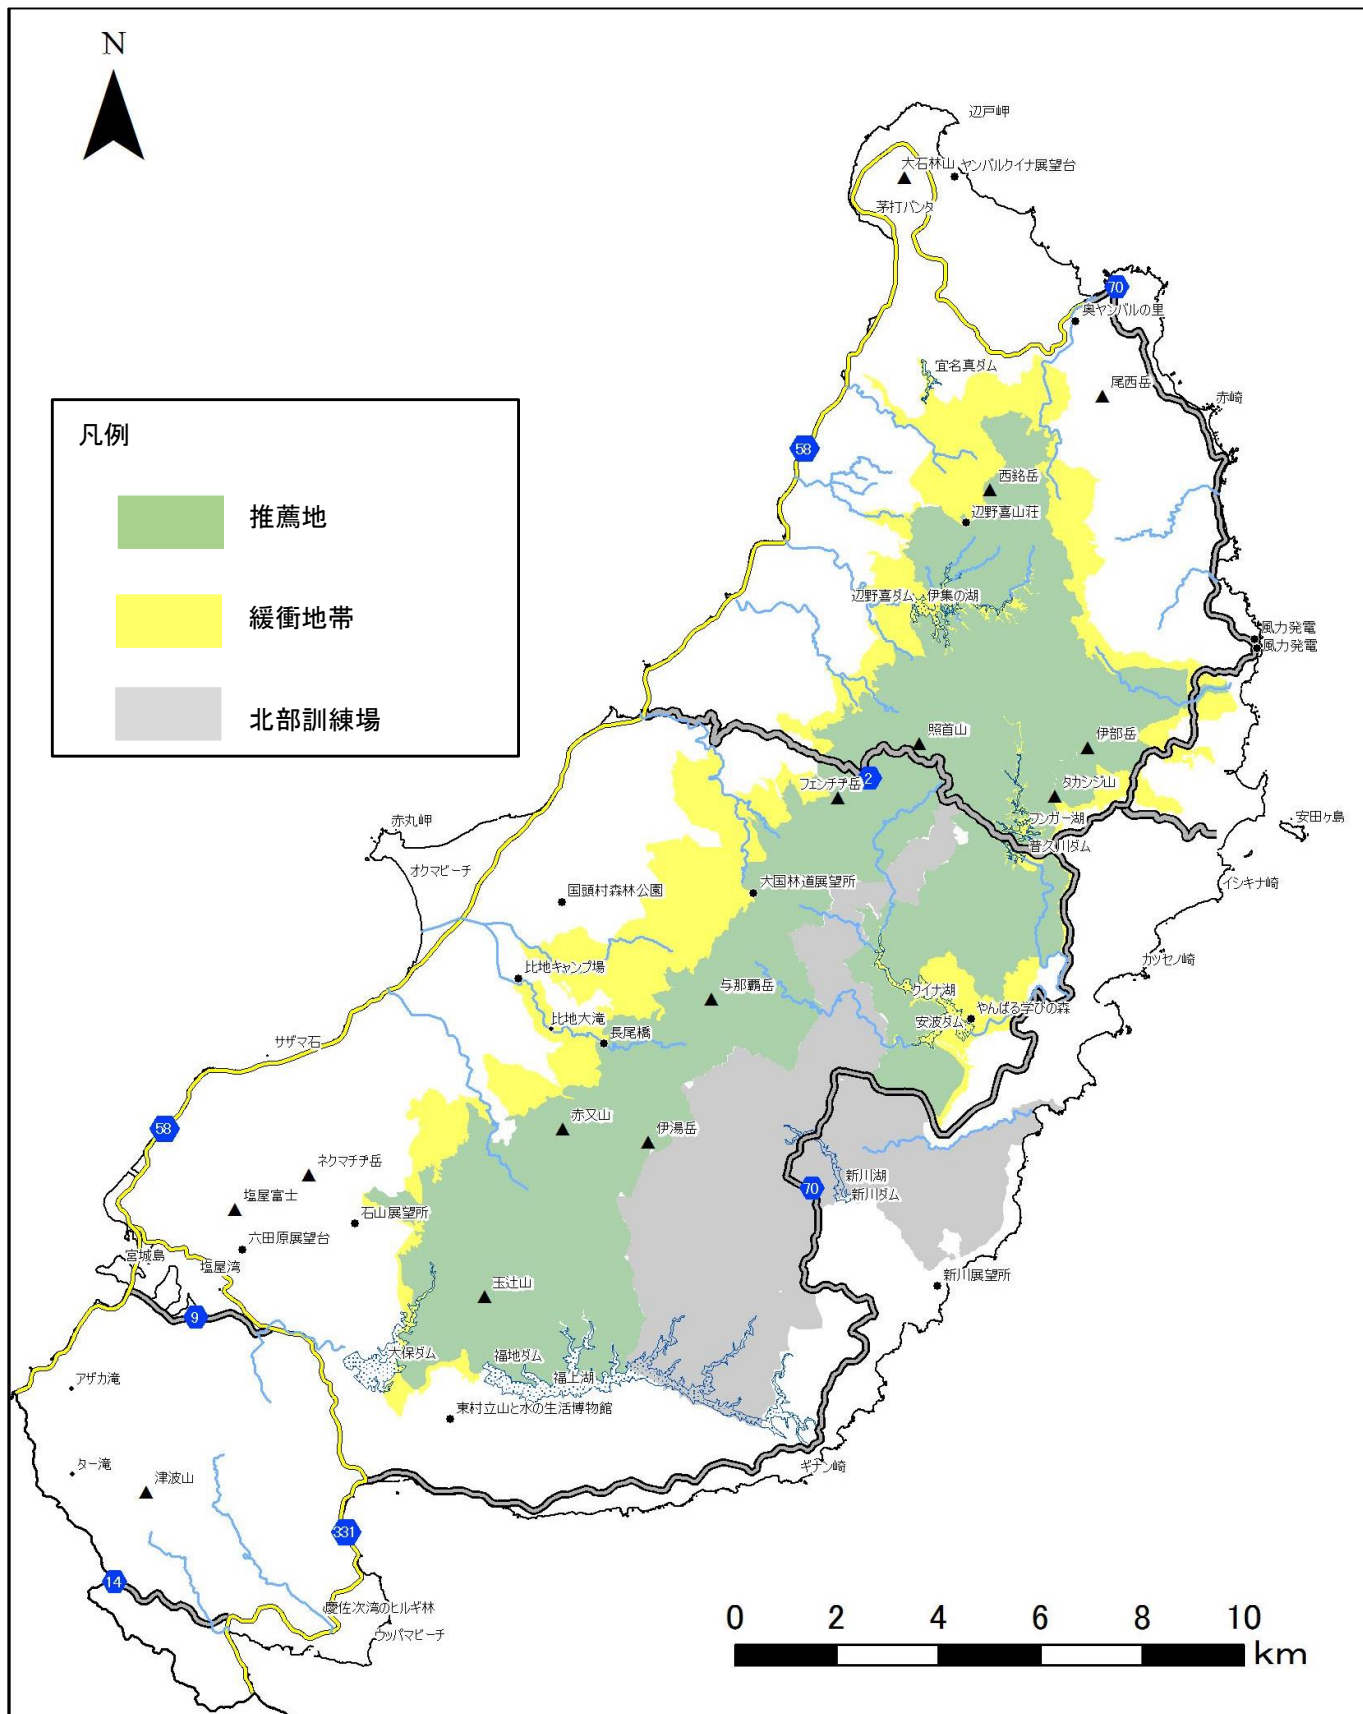 N
辺戸岬
大石林山
ヤンバルクイナ展望台
茅打バンタ
70
奥ヤンバルの里
宜名真ダム
尾西岳
赤崎
凡例
推薦地
緩衝地帯
北部訓練場
58
西銘岳
辺野喜山荘
辺野喜ダム
伊集の湖
風力発電
風力発電
照首山
伊部岳
2
フェンチヂ岳
タカシジ山
フンガー湖
普久川ダム
安田ヶ島
赤丸岬
オクマビーチ
国頭村森林公園
大国林道展望所
イシキナ崎
カツセノ崎
比地キャンプ場
与那覇岳
クイナ湖
安波ダム
やんばる学びの森
比地大滝
長尾橋
サザマ石
58
赤又山
伊湯岳
ネクマチヂ岳
塩屋富士
石山展望所
六田原展望台
新川湖
新川ダム
70
宮城島
塩屋湾
新川展望所
玉辻山
9
大保ダム
福地ダム
福上湖
アザカ滝
東村立山と水の生活博物館
ター滝
津波山
ギナン崎
331
14
慶佐次湾のヒルギ林
ウッパマビーチ
0 2 4 6 8 10
km